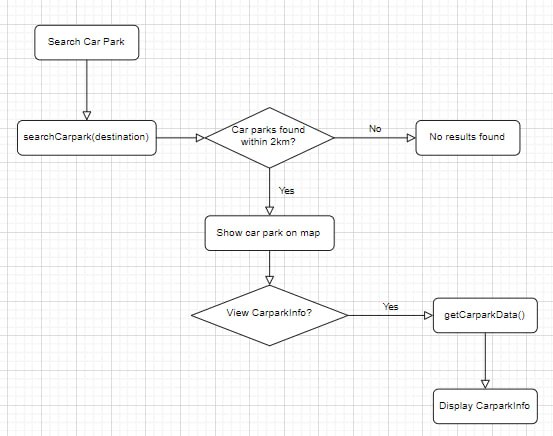 Search Car Park
searchCarpark(destination)
Car parks found
within 2km?
No
No results found
Yes
Show car park on map
View CarparkInfo?
Yes
getCarparkData()
Display CarparkInfo